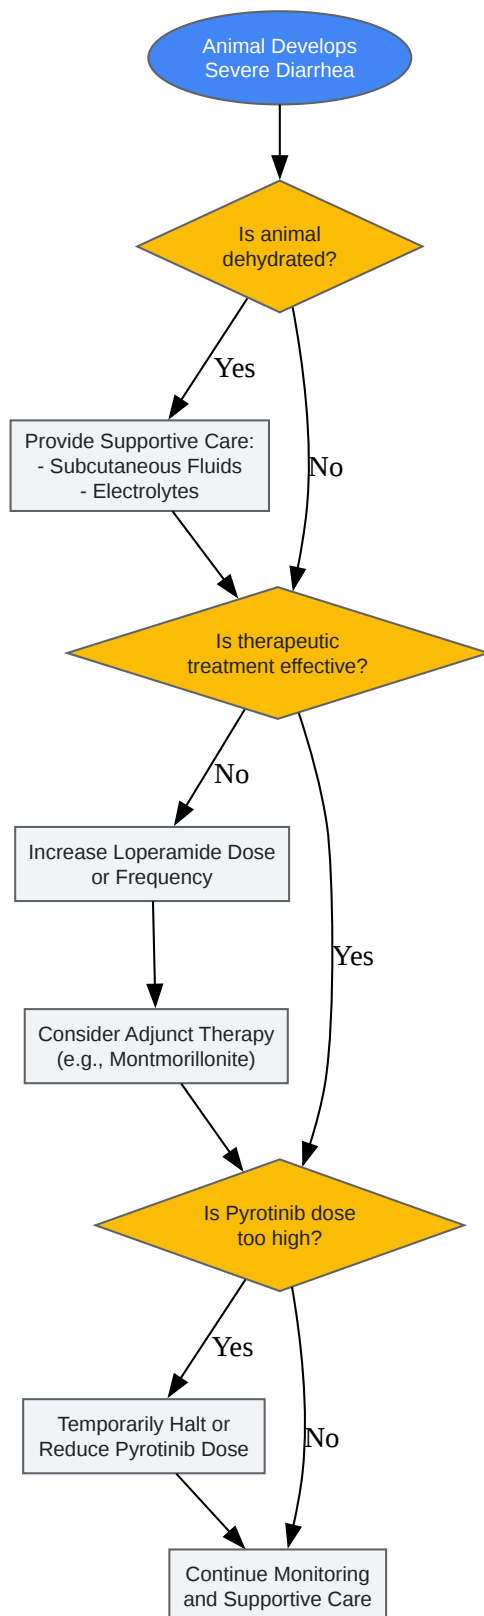 Animal Develops
Severe Diarrhea
Is animal
dehydrated?
Yes
Provide Supportive Care:
- Subcutaneous Fluids
- Electrolytes
No
Is therapeutic
treatment effective?
No
Increase Loperamide Dose
or Frequency
Yes
Consider Adjunct Therapy
(e.g., Montmorillonite)
Is Pyrotinib dose
too high?
Yes
Temporarily Halt or
Reduce Pyrotinib Dose
No
Continue Monitoring
and Supportive Care